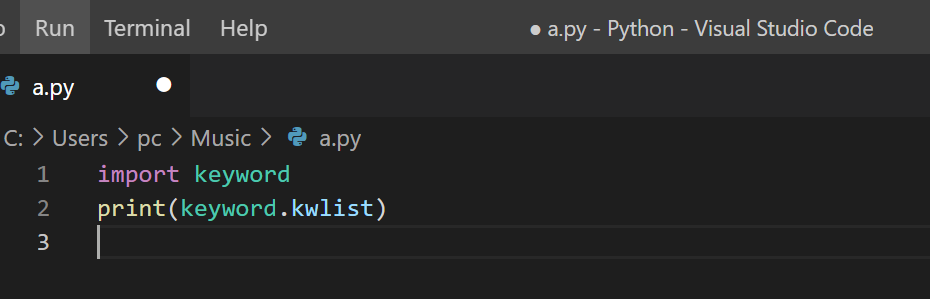 Run Terminal Help ● a.py - Python - Visual Studio Code
a.py ●
C: > Users > pc > Music > a.py
1 import keyword
2 print(keyword.kwlist)
3